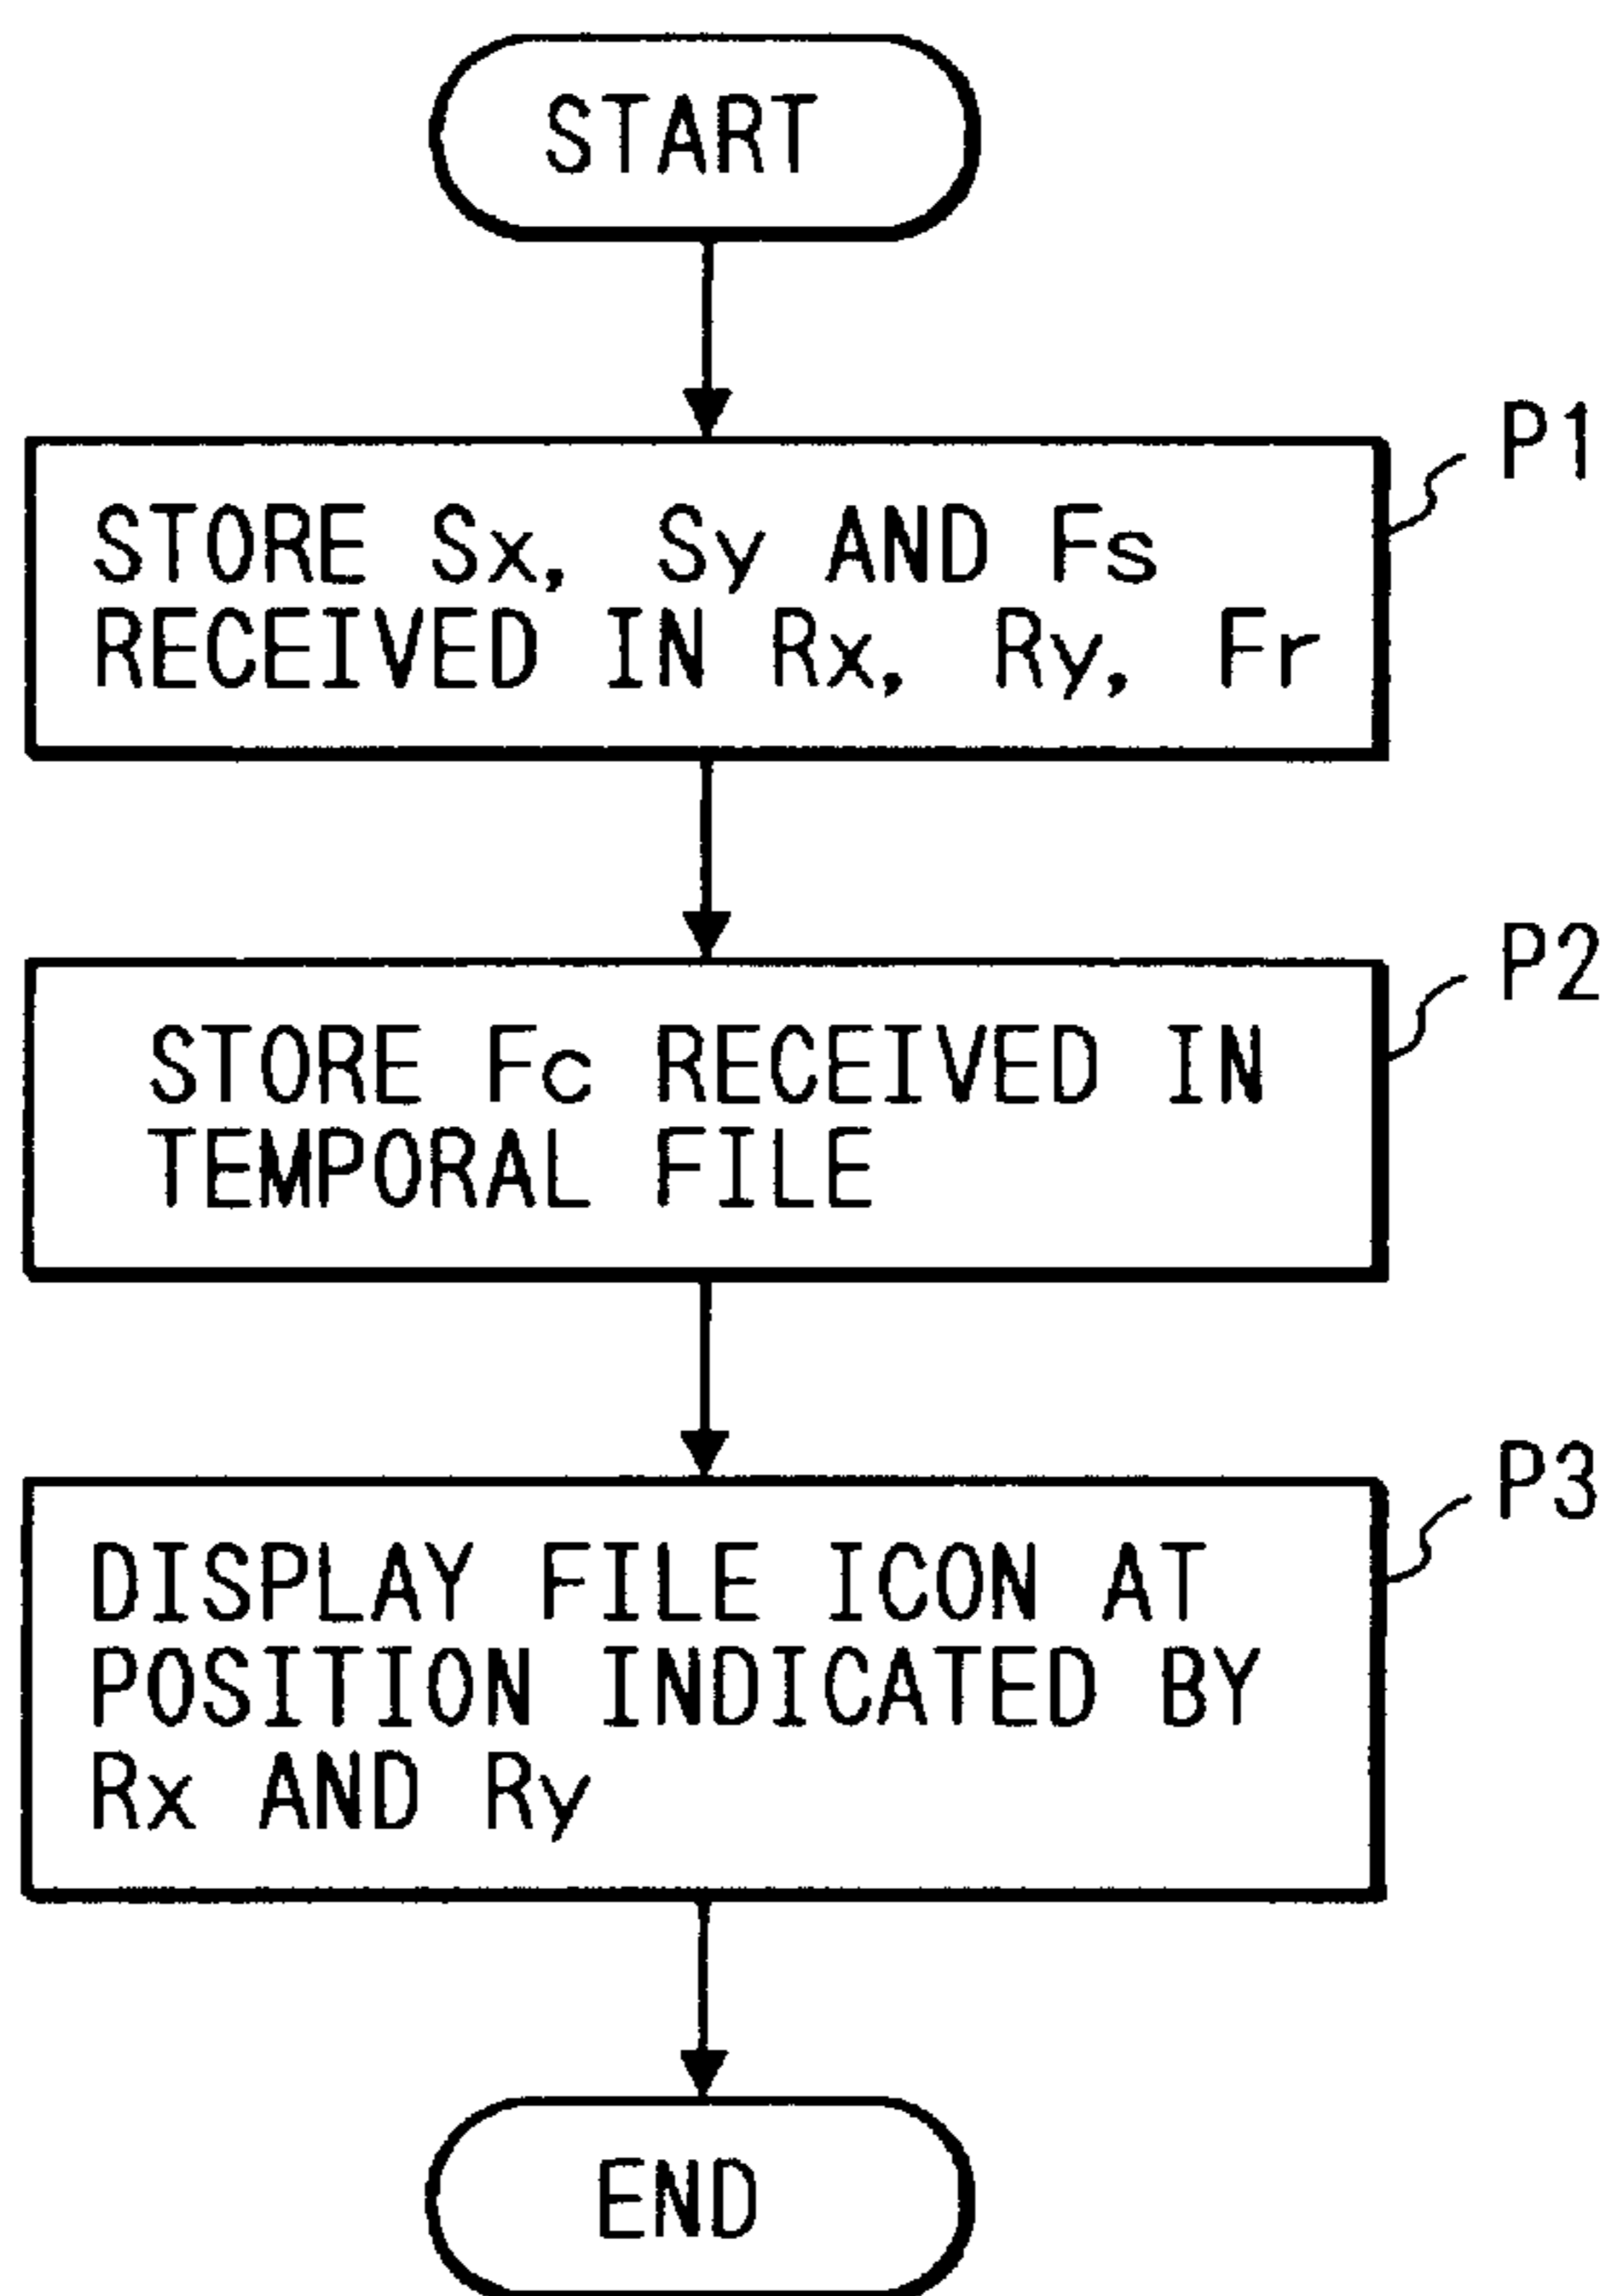 START
P1
STORE Sx, Sy AND Fs
RECEIVED IN Rx, Ry, Fr
P2
STORE Fc RECEIVED IN
TEMPORAL FILE
P3
DISPLAY FILE ICON AT
POSITION INDICATED BY
Rx AND Ry
END